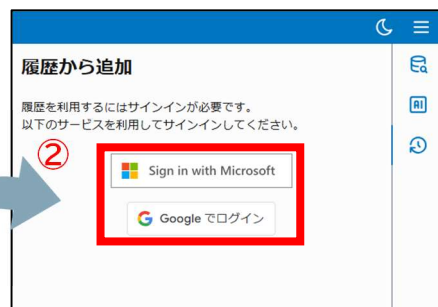 履歴から追加
AI
履歴を利用するにはサインインが必要です。
以下のサービスを利用してサインインしてください。
②
Sign in with Microsoft
Google でログイン